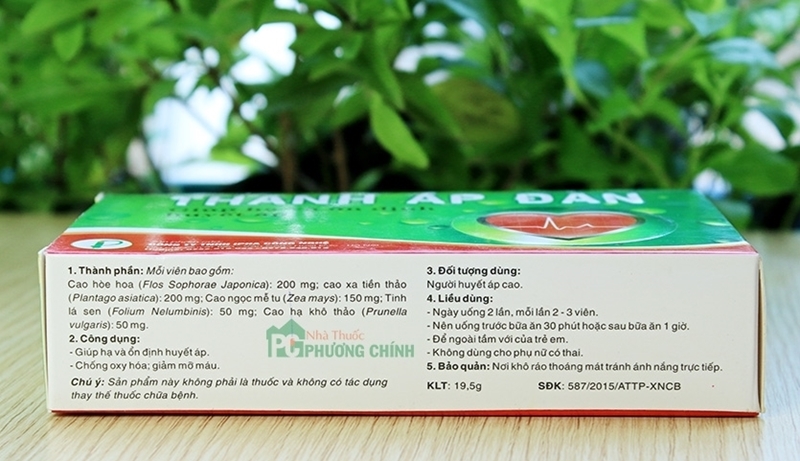 THANH ÁP ĐAN
1. Thành phần: Mỗi viên bao gồm:
Cao hòe hoa (Flos Sophorae Japonica): 200 mg; cao xa tiền thảo
(Plantago asiatica): 200 mg; Cao ngọc mễ tu (Zea mays): 150 mg; Tinh
lá sen (Folium Nelumbinis): 50 mg; Cao hạ khô thảo (Prunella
vulgaris): 50 mg.
2. Công dụng:
- Giúp hạ và ổn định huyết áp.
- Chống oxy hóa; giảm mỡ máu.
Chú ý: Sản phẩm này không phải là thuốc và không có tác dụng
thay thế thuốc chữa bệnh.
Nhà Thuốc
PC PHƯƠNG CHÍNH
3. Đối tượng dùng:
Người huyết áp cao.
4. Liều dùng:
- Ngày uống 2 lần, mỗi lần 2 - 3 viên.
- Nên uống trước bữa ăn 30 phút hoặc sau bữa ăn 1 giờ.
- Để ngoài tầm với của trẻ em.
- Không dùng cho phụ nữ có thai.
5. Bảo quản: Nơi khô ráo thoáng mát tránh ánh nắng trực tiếp.
KLT: 19,5g SĐK: 587/2015/ATTP-XNCB